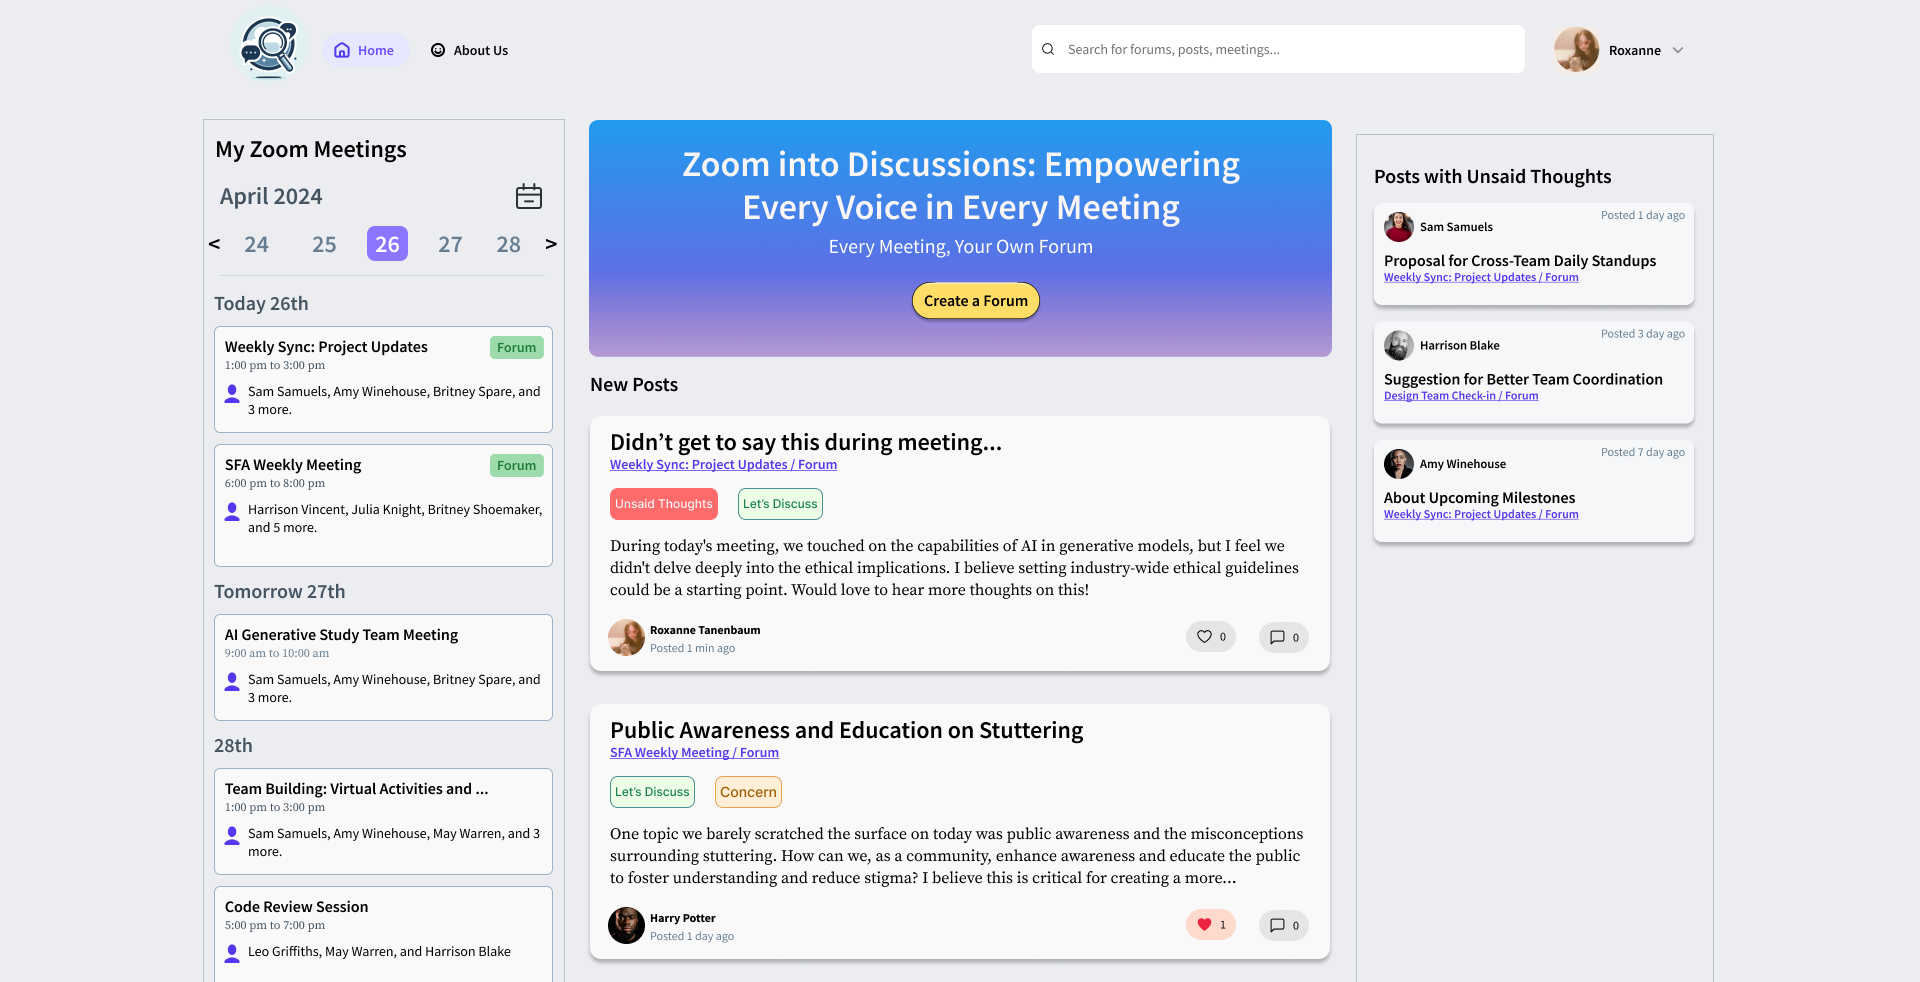 Home
About Us
Search for forums, posts, meetings...
Roxanne
My Zoom Meetings
April 2024
< 24 25 26 27 28 >
Today 26th
Weekly Sync: Project Updates
Forum
1:00 pm to 3:00 pm
Sam Samuels, Amy Winehouse, Britney Spare, and
3 more.
SFA Weekly Meeting
Forum
6:00 pm to 8:00 pm
Harrison Vincent, Julia Knight, Britney Shoemaker,
and 5 more.
Tomorrow 27th
AI Generative Study Team Meeting
9:00 am to 10:00 am
Sam Samuels, Amy Winehouse, Britney Spare, and
3 more.
28th
Team Building: Virtual Activities and ...
1:00 pm to 3:00 pm
Sam Samuels, Amy Winehouse, May Warren, and 3
more.
Code Review Session
5:00 pm to 7:00 pm
Leo Griffiths, May Warren, and Harrison Blake
Zoom into Discussions: Empowering
Every Voice in Every Meeting
Every Meeting, Your Own Forum
Create a Forum
New Posts
Didn’t get to say this during meeting...
Weekly Sync: Project Updates / Forum
Unsaid Thoughts
Let’s Discuss
During today's meeting, we touched on the capabilities of AI in generative models, but I feel we
didn't delve deeply into the ethical implications. I believe setting industry-wide ethical guidelines
could be a starting point. Would love to hear more thoughts on this!
Roxanne Tanenbaum
Posted 1 min ago
0
0
Public Awareness and Education on Stuttering
SFA Weekly Meeting / Forum
Let’s Discuss
Concern
One topic we barely scratched the surface on today was public awareness and the misconceptions
surrounding stuttering. How can we, as a community, enhance awareness and educate the public
to foster understanding and reduce stigma? I believe this is critical for creating a more...
Harry Potter
Posted 1 day ago
1
0
Posts with Unsaid Thoughts
Posted 1 day ago
Sam Samuels
Proposal for Cross-Team Daily Standups
Weekly Sync: Project Updates / Forum
Posted 3 day ago
Harrison Blake
Suggestion for Better Team Coordination
Design Team Check-in / Forum
Posted 7 day ago
Amy Winehouse
About Upcoming Milestones
Weekly Sync: Project Updates / Forum